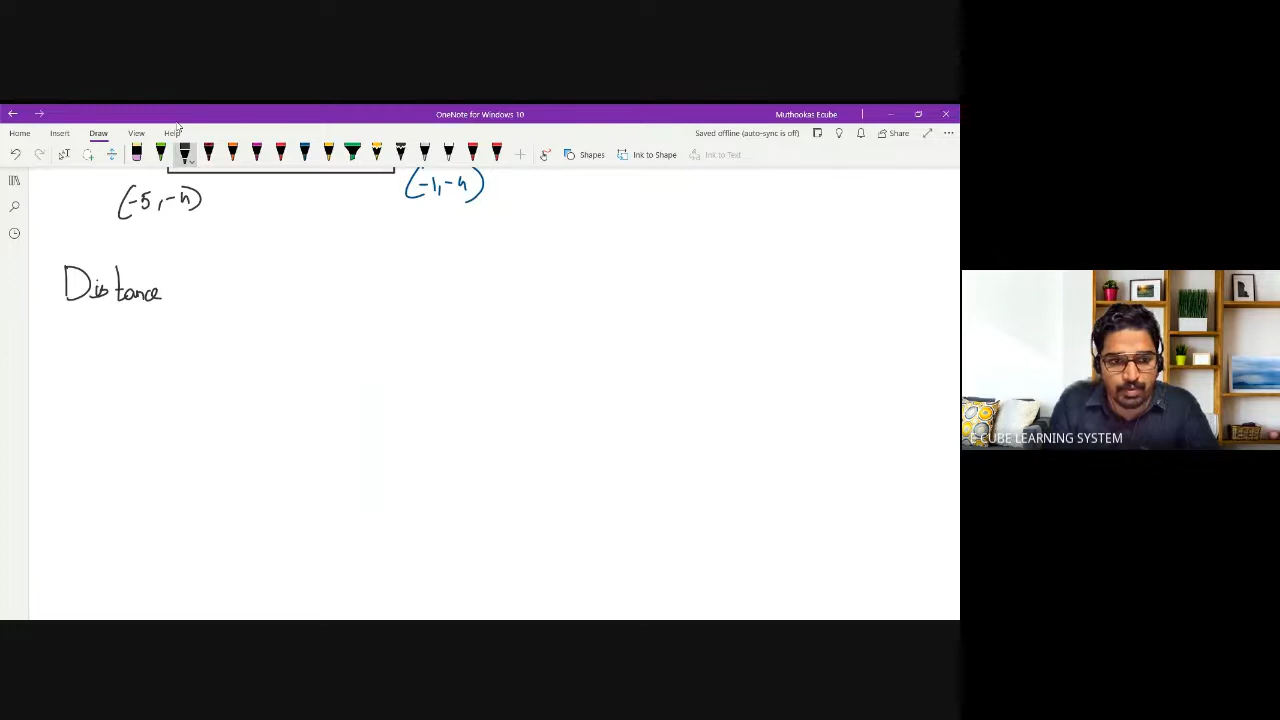 OneNote for Windows 10
Muthookas Ecube
Home Insert Draw View Help
Saved offline (auto-sync is off)
Share
Shapes
Ink to Shape
Ink to Text
(-5, -4)
(-1, -4)
Distance
E CUBE LEARNING SYSTEM